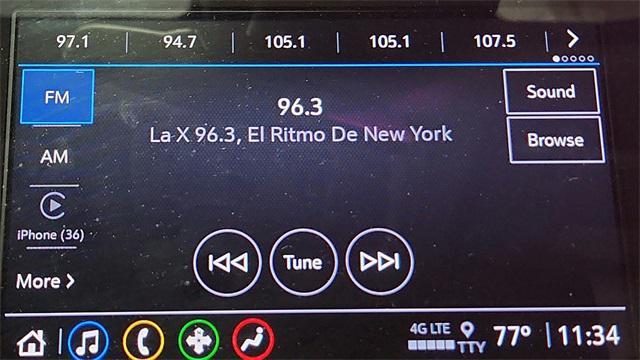 97.1 94.7 105.1 105.1 107.5
FM
96.3
La X 96.3, El Ritmo De New York
Sound
Browse
AM
iPhone (36)
More
Tune
4G LTE
TTY
77°
11:34